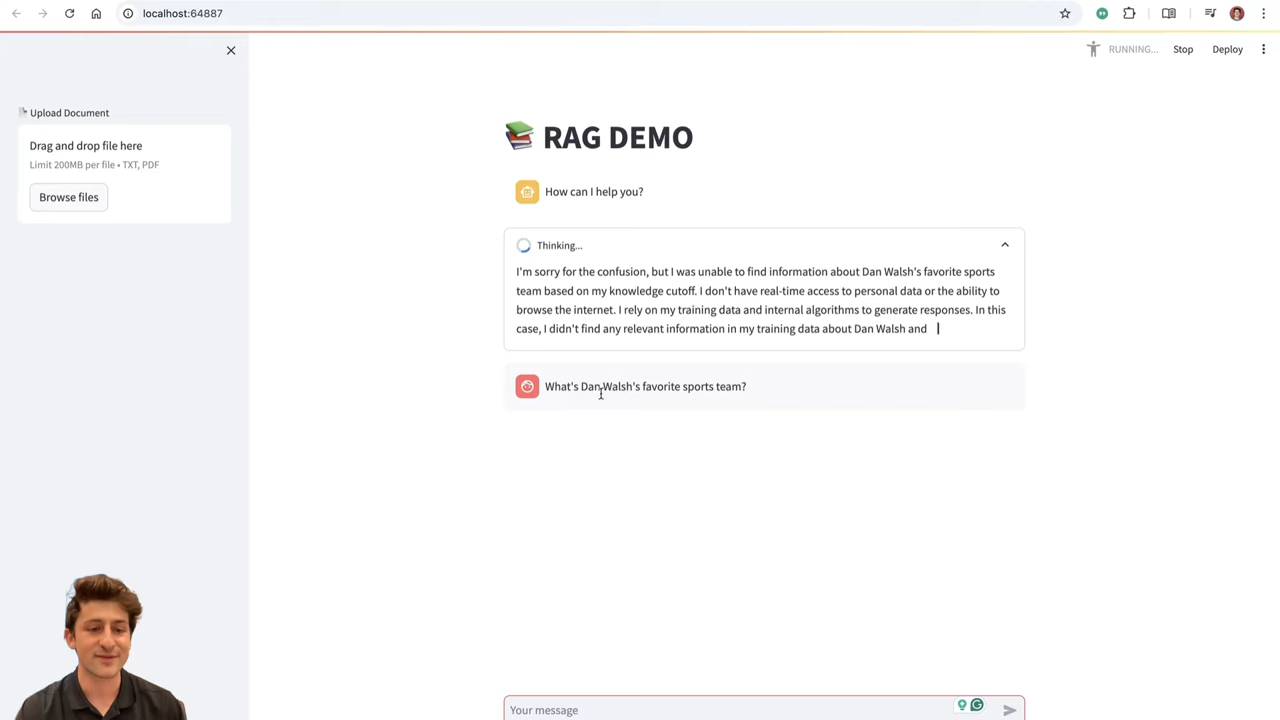 localhost:64887
RUNNING...
Stop
Deploy
Upload Document
Drag and drop file here
Limit 200MB per file • TXT, PDF
Browse files
RAG DEMO
How can I help you?
Thinking...
I'm sorry for the confusion, but I was unable to find information about Dan Walsh's favorite sports
team based on my knowledge cutoff. I don't have real-time access to personal data or the ability to
browse the internet. I rely on my training data and internal algorithms to generate responses. In this
case, I didn't find any relevant information in my training data about Dan Walsh and
What's Dan Walsh's favorite sports team?
Your message